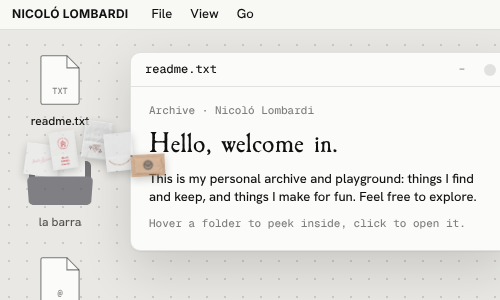 NICOLÓ LOMBARDI File View Go
TXT
readme.txt
la barra
@
readme.txt
Archive · Nicoló Lombardi
Hello, welcome in.
This is my personal archive and playground: things I find
and keep, and things I make for fun. Feel free to explore.
Hover a folder to peek inside, click to open it.